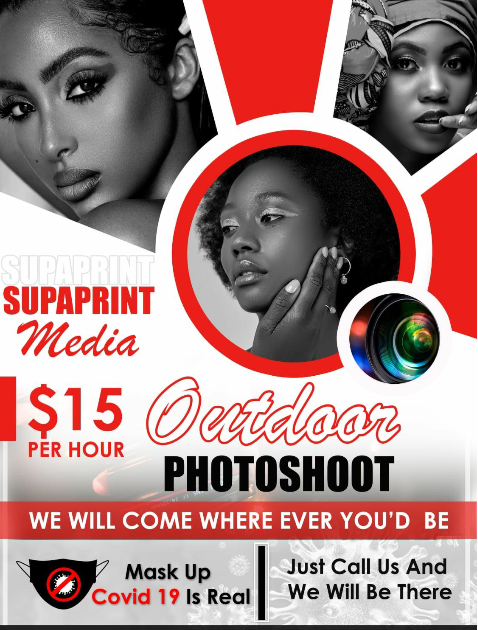 SUPAPRINT
SUPAPRINT
Media
$15
PER HOUR
Outdoor
PHOTOSHOOT
WE WILL COME WHERE EVER YOU'D BE
Mask Up
Covid 19 Is Real
Just Call Us And
We Will Be There